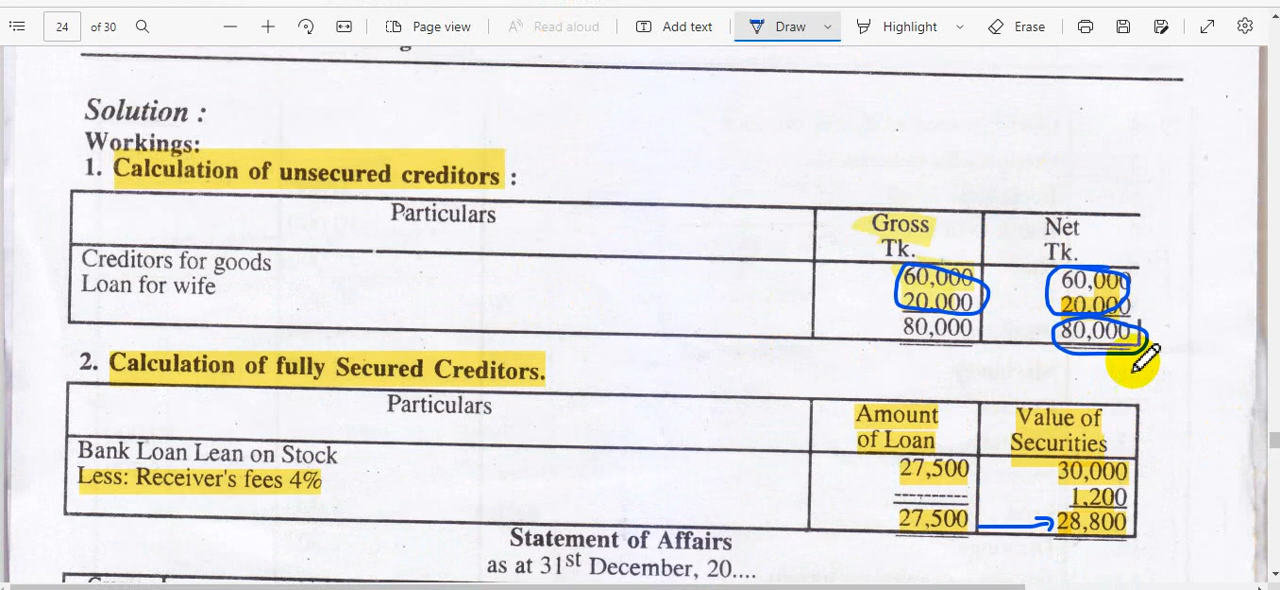 24 of 30 Page view Read aloud Add text Draw Highlight Erase
Solution :
Workings:
1. Calculation of unsecured creditors :
Particulars Gross Tk. Net Tk.
Creditors for goods 60,000 60,000
Loan for wife 20,000 20,000
80,000 80,000
2. Calculation of fully Secured Creditors.
Particulars Amount of Loan Value of Securities
Bank Loan Lean on Stock 27,500 30,000
Less: Receiver's fees 4% ---------- 1,200
27,500 28,800
Statement of Affairs
as at 31st December, 20....